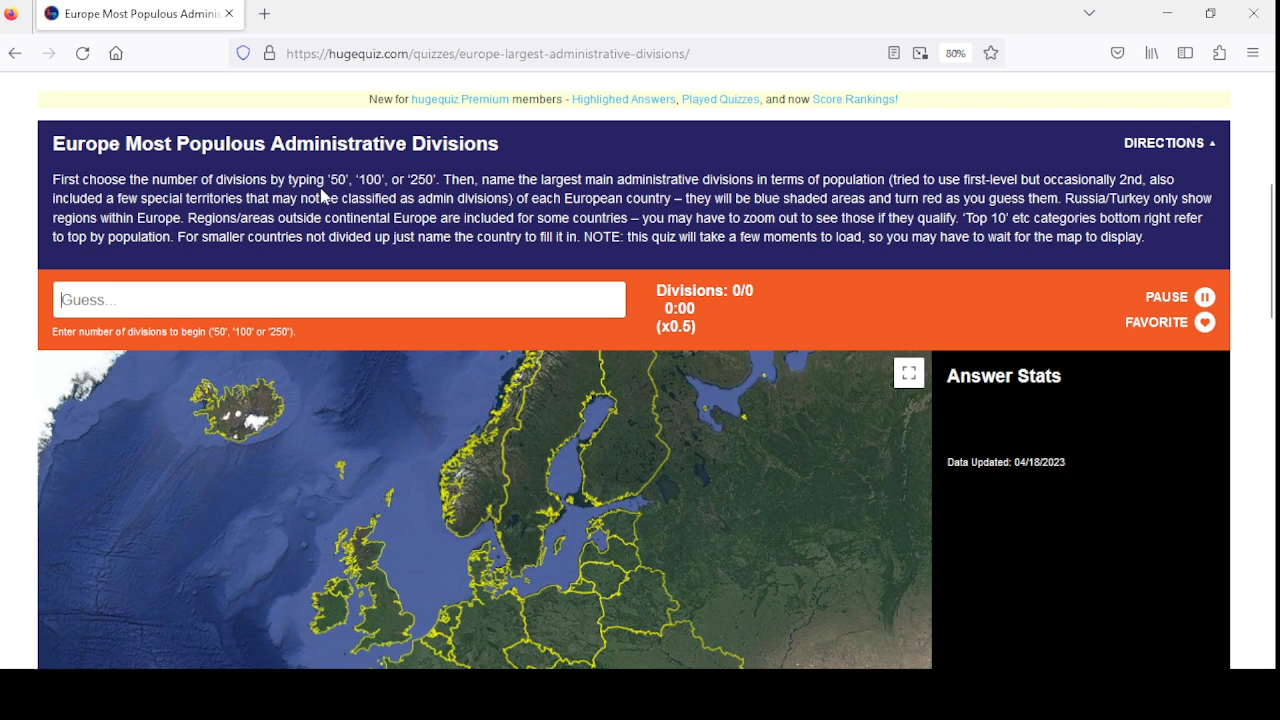 Europe Most Populous Adminis
https://hugequiz.com/quizzes/europe-largest-administrative-divisions/
80%
New for hugequiz Premium members - Highlighed Answers, Played Quizzes, and now Score Rankings!
Europe Most Populous Administrative Divisions
DIRECTIONS
First choose the number of divisions by typing '50', '100', or '250'. Then, name the largest main administrative divisions in terms of population (tried to use first-level but occasionally 2nd, also
included a few special territories that may not be classified as admin divisions) of each European country – they will be blue shaded areas and turn red as you guess them. Russia/Turkey only show
regions within Europe. Regions/areas outside continental Europe are included for some countries – you may have to zoom out to see those if they qualify. 'Top 10' etc categories bottom right refer
to top by population. For smaller countries not divided up just name the country to fill it in. NOTE: this quiz will take a few moments to load, so you may have to wait for the map to display.
Guess...
Divisions: 0/0
0:00
(x0.5)
PAUSE
FAVORITE
Enter number of divisions to begin ('50', '100' or '250').
Answer Stats
Data Updated: 04/18/2023